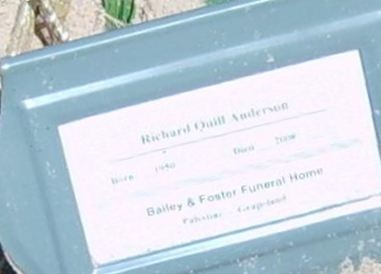 Richard Quill Anderson
Born: 1950 Died 2008
Bailey & Foster Funeral Home
Palestine Grapeland